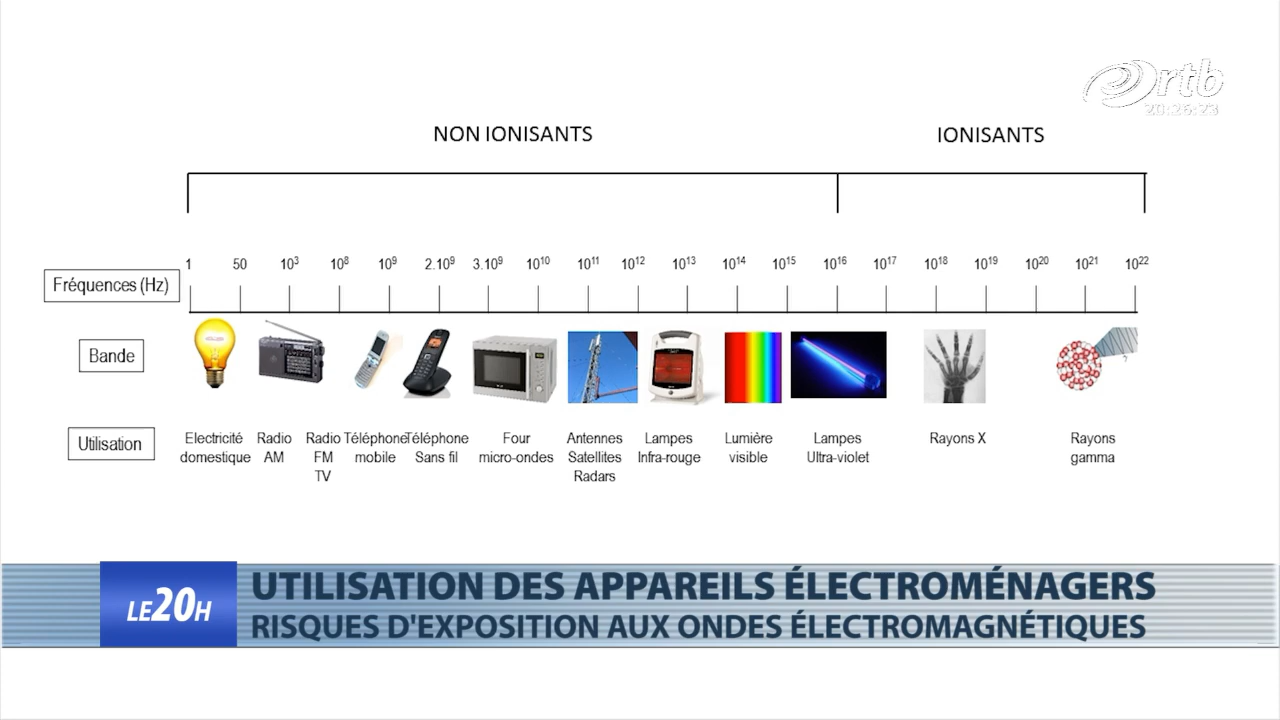 rtb
20:26:23
NON IONISANTS
IONISANTS
Fréquences (Hz)
1 50 10³ 10⁸ 10⁹ 2.10⁹ 3.10⁹ 10¹⁰ 10¹¹ 10¹² 10¹³ 10¹⁴ 10¹⁵ 10¹⁶ 10¹⁷ 10¹⁸ 10¹⁹ 10²⁰ 10²¹ 10²²
Bande
?
Utilisation
Electricité
domestique
Radio
AM
Radio
FM
TV
Téléphone
mobile
Téléphone
Sans fil
Four
micro-ondes
Antennes
Satellites
Radars
Lampes
Infra-rouge
Lumière
visible
Lampes
Ultra-violet
Rayons X
Rayons
gamma
LE20H
UTILISATION DES APPAREILS ÉLECTROMÉNAGERS
RISQUES D'EXPOSITION AUX ONDES ÉLECTROMAGNÉTIQUES